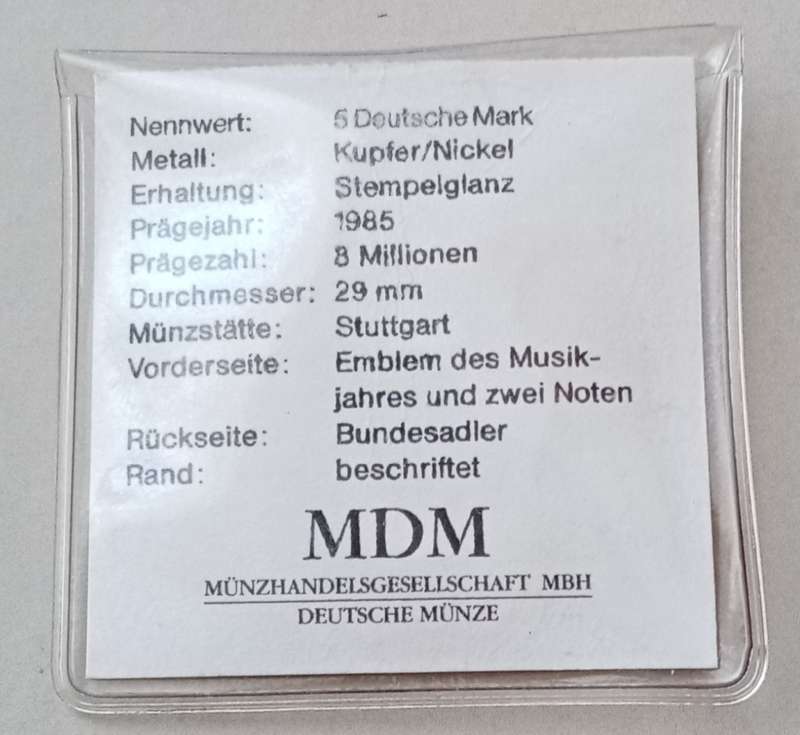 Nennwert: 5 Deutsche Mark
Metall: Kupfer/Nickel
Erhaltung: Stempelglanz
Prägejahr: 1985
Prägezahl: 8 Millionen
Durchmesser: 29 mm
Münzstätte: Stuttgart
Vorderseite: Emblem des Musik-
jahres und zwei Noten
Rückseite: Bundesadler
Rand: beschriftet
MDM
MÜNZHANDELSGESELLSCHAFT MBH
DEUTSCHE MÜNZE